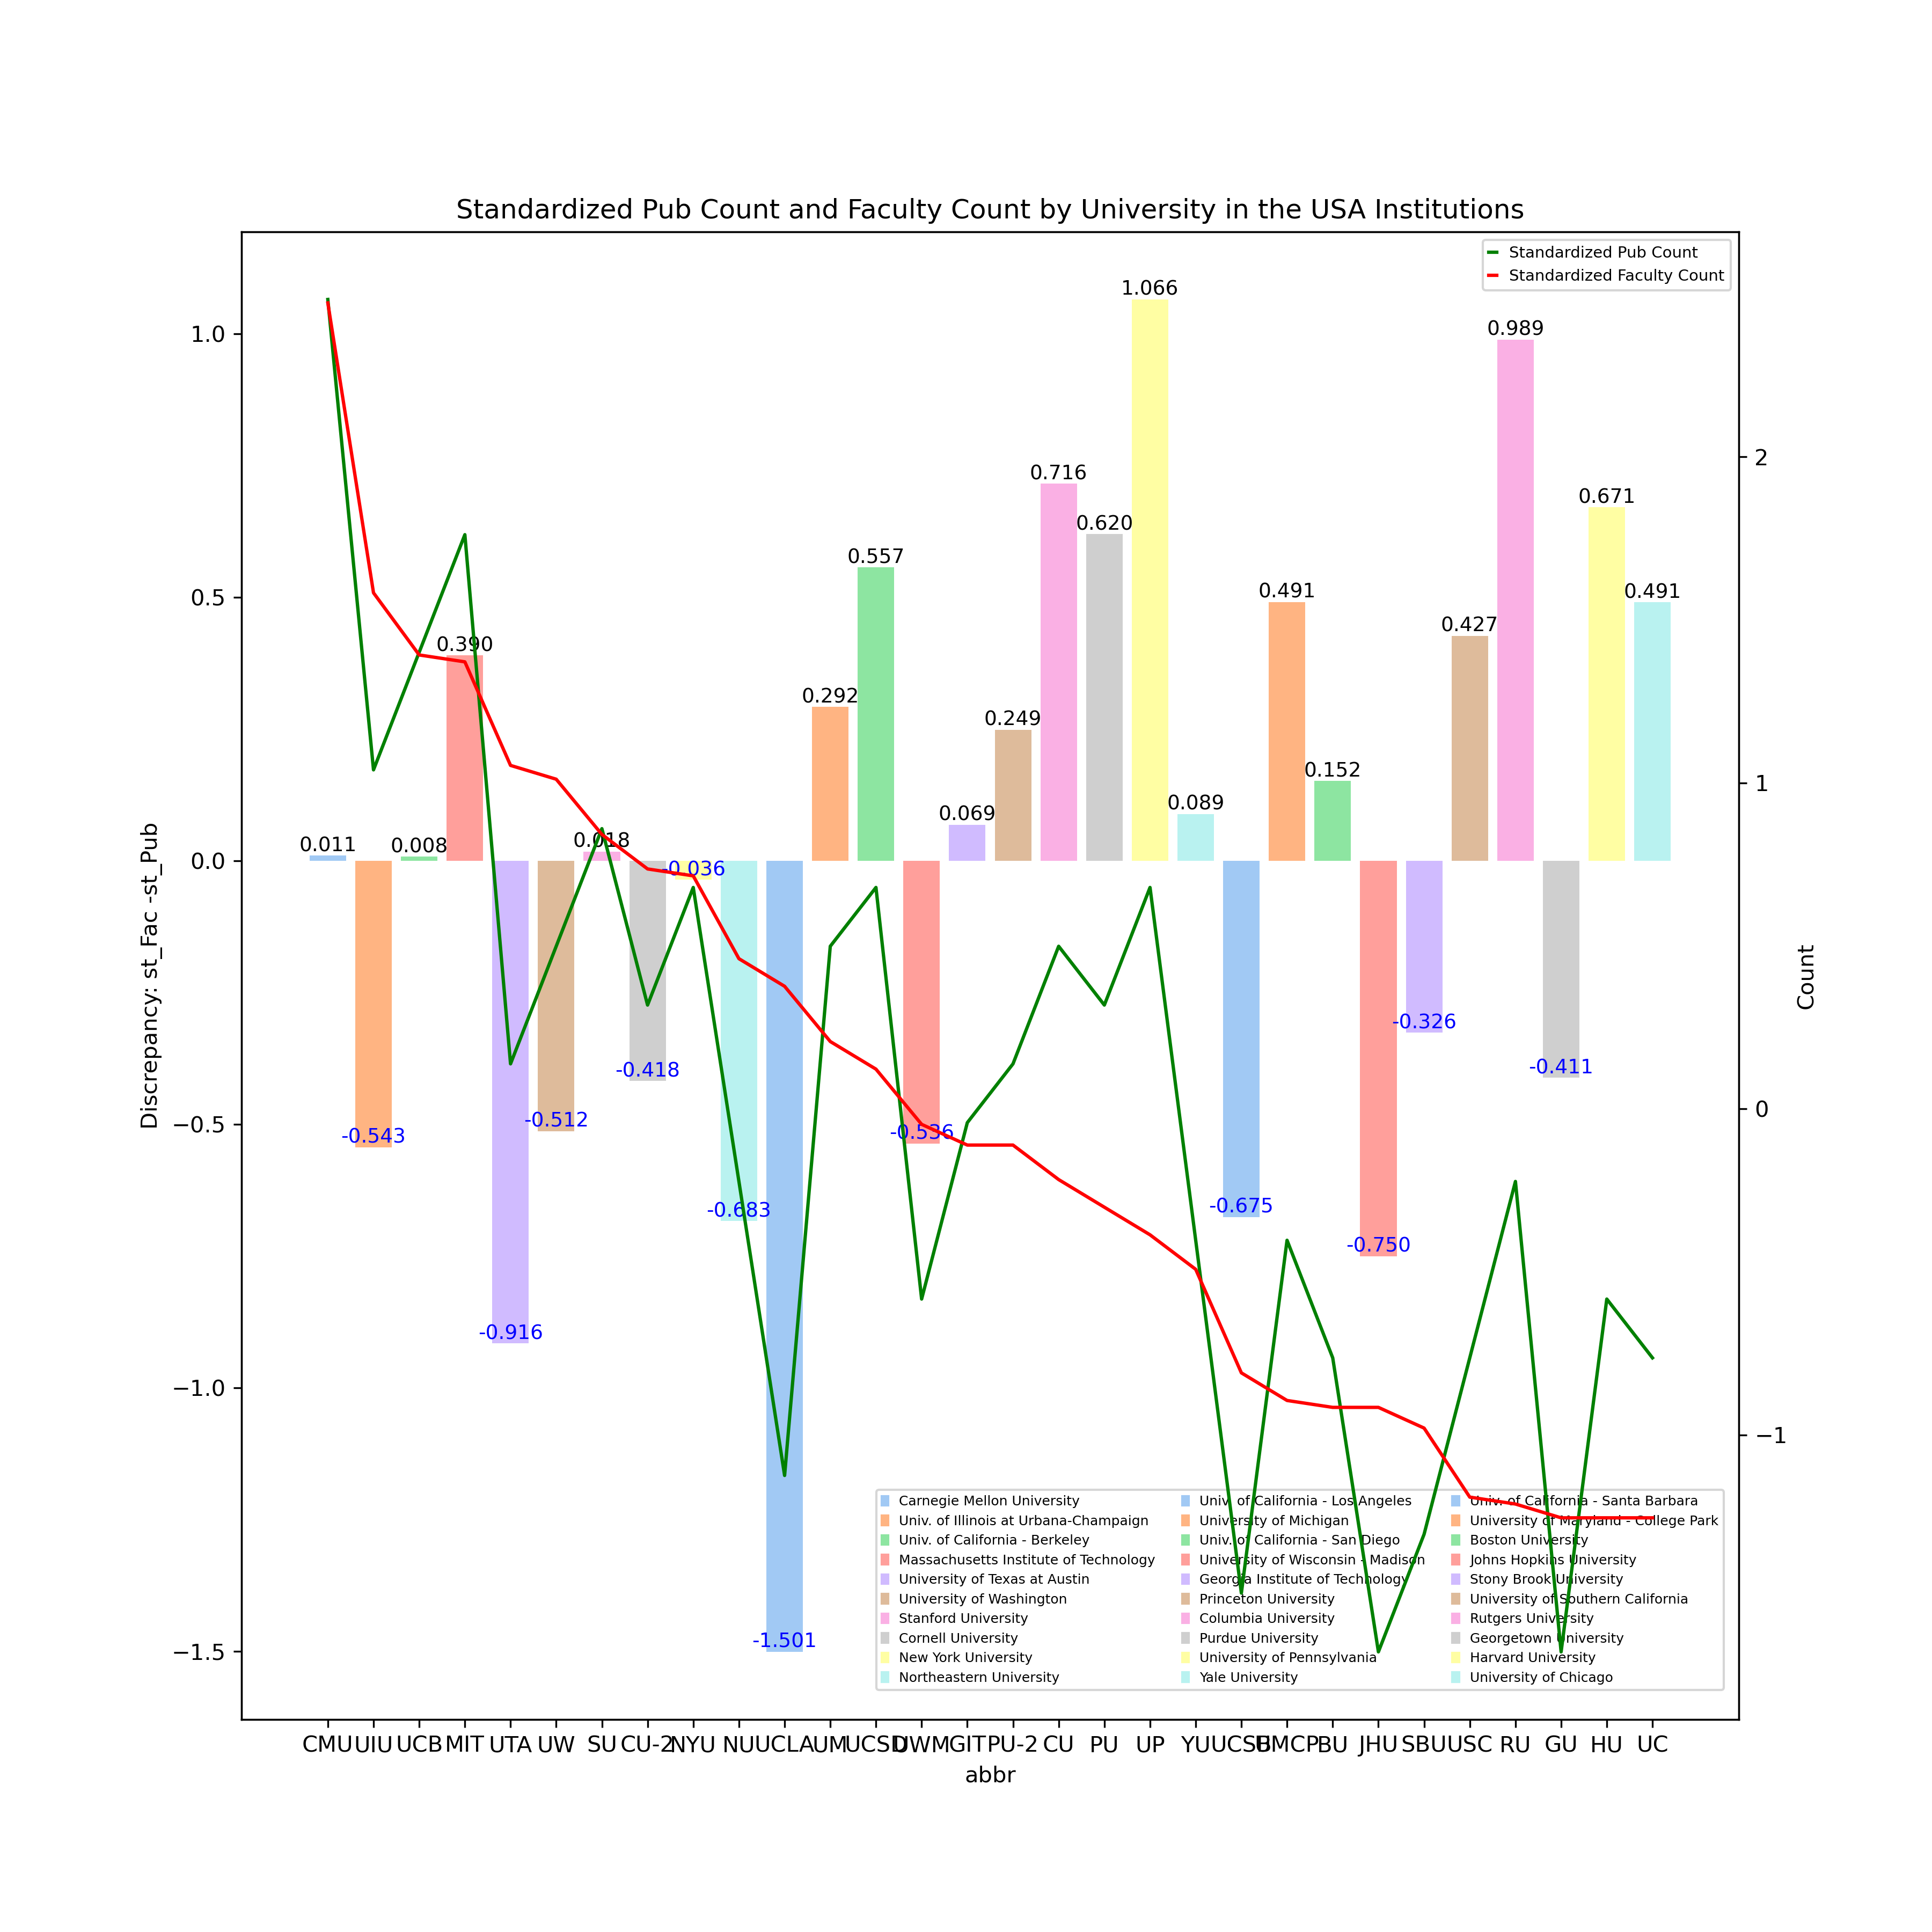 Standardized Pub Count and Faculty Count by University in the USA Institutions
Standardized Pub Count
Standardized Faculty Count
1.066
0.989
0.716
0.671
0.620
0.557
0.491
0.491
0.427
0.390
0.292
0.249
0.152
0.089
0.069
0.011
0.008
0.018
-0.036
-0.326
-0.411
-0.418
-0.512
-0.536
-0.543
-0.675
-0.683
-0.750
-0.916
-1.501
1.0
0.5
0.0
−0.5
−1.0
−1.5
Discrepancy: st_Fac -st_Pub
2
1
0
−1
Count
Carnegie Mellon University
Univ. of Illinois at Urbana-Champaign
Univ. of California - Berkeley
Massachusetts Institute of Technology
University of Texas at Austin
University of Washington
Stanford University
Cornell University
New York University
Northeastern University
Univ. of California - Los Angeles
University of Michigan
Univ. of California - San Diego
University of Wisconsin - Madison
Georgia Institute of Technology
Princeton University
Columbia University
Purdue University
University of Pennsylvania
Yale University
Univ. of California - Santa Barbara
University of Maryland - College Park
Boston University
Johns Hopkins University
Stony Brook University
University of Southern California
Rutgers University
Georgetown University
Harvard University
University of Chicago
CMU UIU UCB MIT UTA UW SU CU-2 NYU NU UCLA UM UCSD UWM GIT PU-2 CU PU UP YU UCSB UMCP BU JHU SBU USC RU GU HU UC
abbr